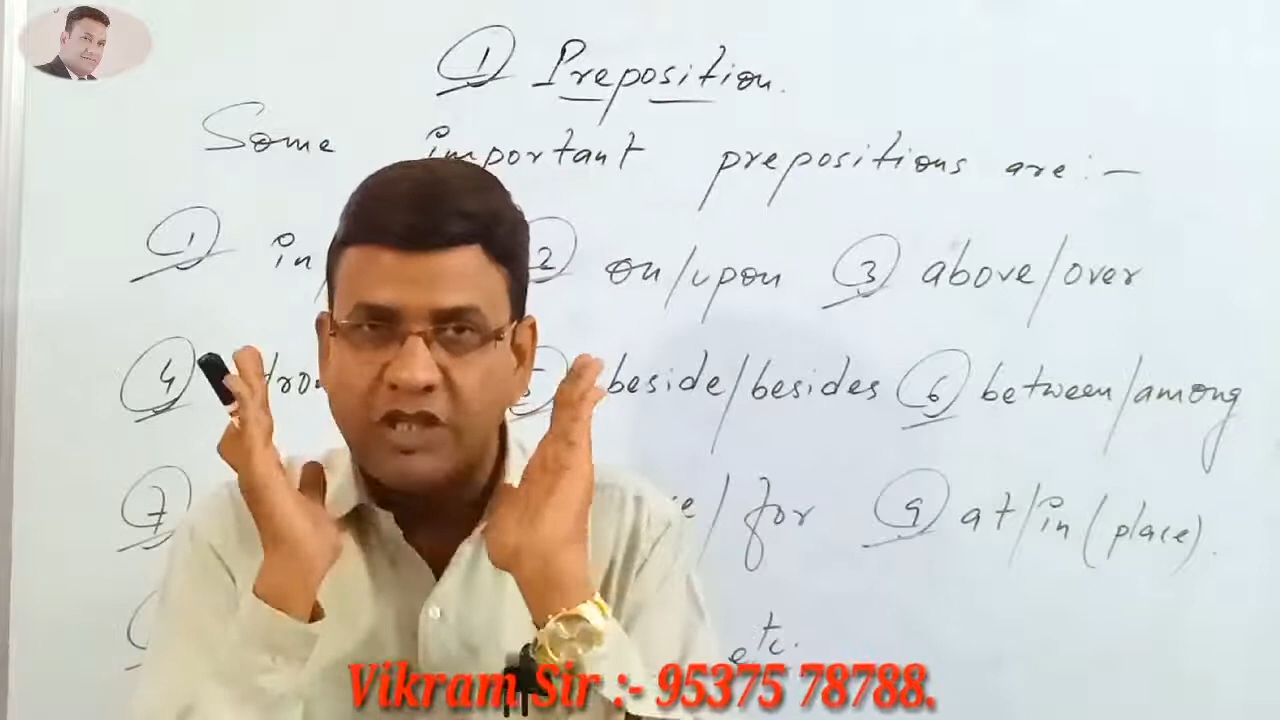 ① Preposition.
Some important prepositions are:—
① in/ ② on/upon ③ above/over
④ ⑤ beside/besides ⑥ between/among
⑦ / for ⑨ at/in (place).
etc.
Vikram Sir :- 95375 78788.